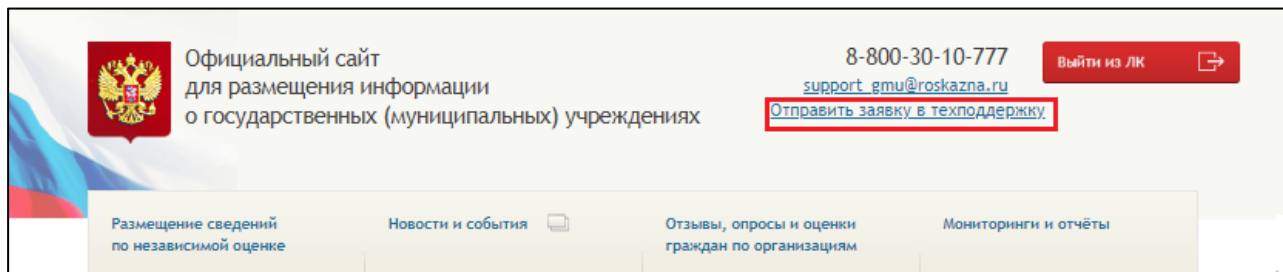 Официальный сайт
для размещения информации
о государственных (муниципальных) учреждениях
8-800-30-10-777
support_gmu@roskazna.ru
Отправить заявку в техподдержку
Выйти из ЛК
Размещение сведений
по независимой оценке
Новости и события
Отзывы, опросы и оценки
граждан по организациям
Мониторинги и отчёты